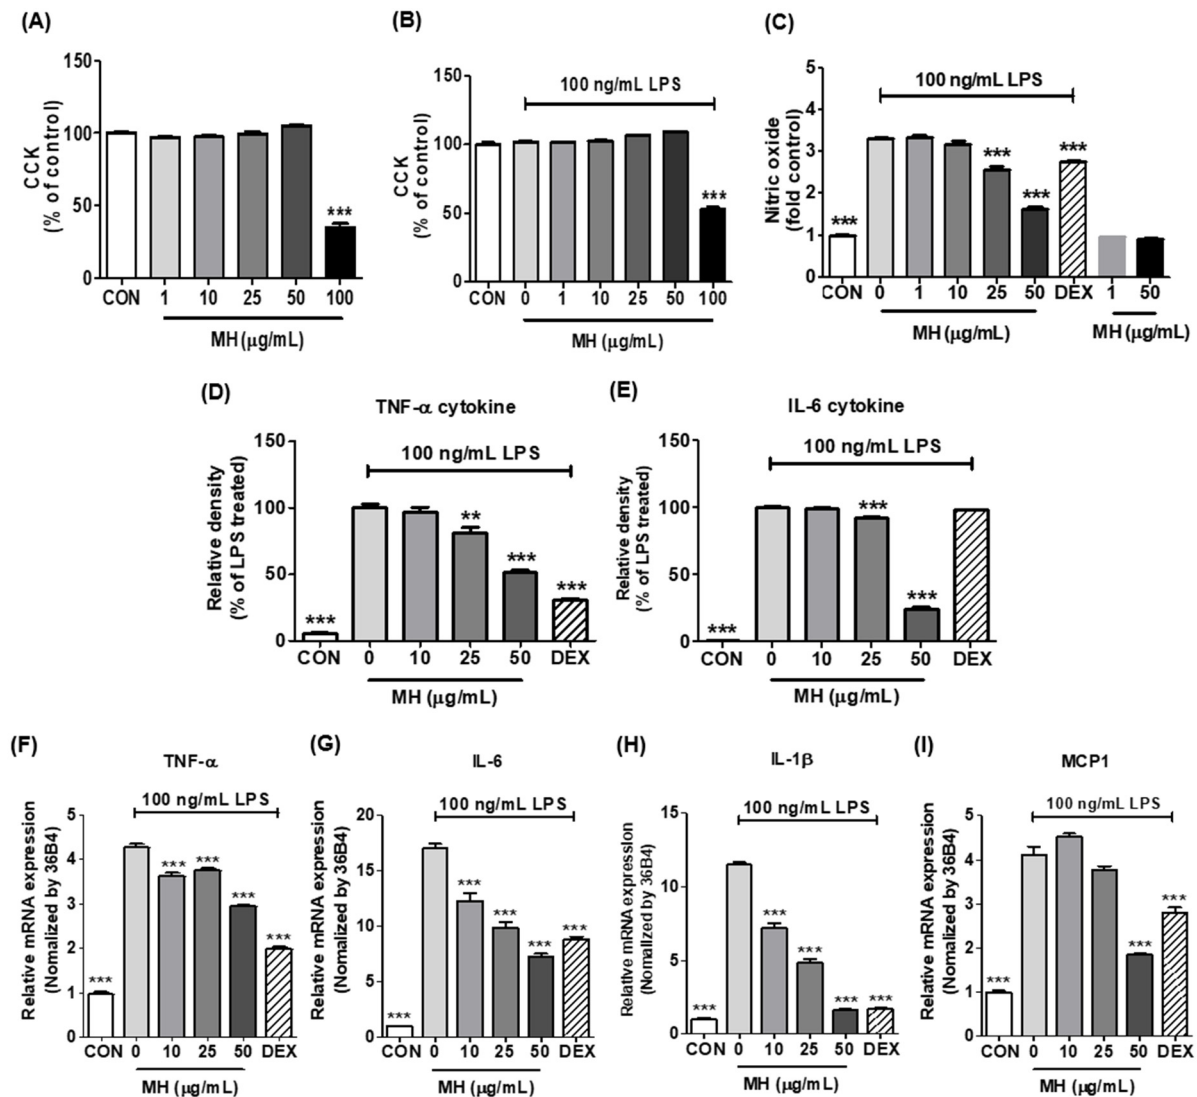 (A)
CCK
(% of control)
150
100
50
0
***
CON 1 10 25 50 100
MH (μg/mL)
(B)
CCK
(% of control)
150
100
50
0
100 ng/mL LPS
***
CON 0 1 10 25 50 100
MH (μg/mL)
(C)
Nitric oxide
(fold control)
5
4
3
2
1
0
100 ng/mL LPS
*** *** *** ***
CON 0 1 10 25 50 DEX 1 50
MH (μg/mL) MH (μg/mL)
(D)
TNF-α cytokine
Relative density
(% of LPS treated)
150
100
50
0
100 ng/mL LPS
*** ** *** ***
CON 0 10 25 50 DEX
MH (μg/mL)
(E)
IL-6 cytokine
Relative density
(% of LPS treated)
150
100
50
0
100 ng/mL LPS
*** *** ***
CON 0 10 25 50 DEX
MH (μg/mL)
(F)
TNF-α
Relative mRNA expression
(Nomalized by 36B4)
5
4
3
2
1
0
100 ng/mL LPS
*** *** *** *** ***
CON 0 10 25 50 DEX
MH (μg/mL)
(G)
IL-6
Relative mRNA expression
(Nomalized by 36B4)
20
15
10
5
0
100 ng/mL LPS
*** *** *** *** ***
CON 0 10 25 50 DEX
MH (μg/mL)
(H)
IL-1β
Relative mRNA expression
(Nomalized by 36B4)
15
10
5
0
100 ng/mL LPS
*** *** *** *** ***
CON 0 10 25 50 DEX
MH (μg/mL)
(I)
MCP1
Relative mRNA expression
(Nomalized by 36B4)
5
4
3
2
1
0
100 ng/mL LPS
*** *** ***
CON 0 10 25 50 DEX
MH (μg/mL)